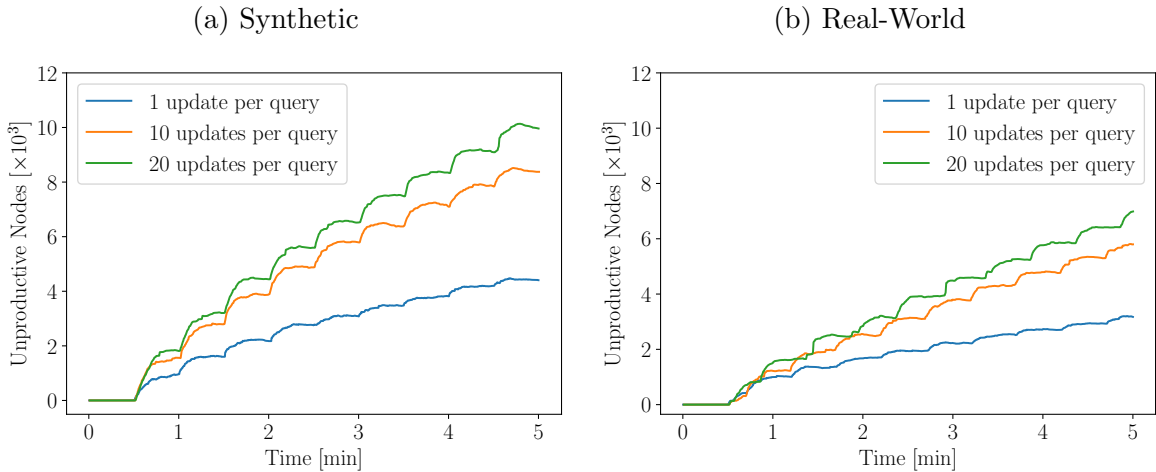 (a) Synthetic
Unproductive Nodes [×10³]
12
10
8
6
4
2
0
1 update per query
10 updates per query
20 updates per query
0 1 2 3 4 5
Time [min]
(b) Real-World
Unproductive Nodes [×10³]
12
10
8
6
4
2
0
1 update per query
10 updates per query
20 updates per query
0 1 2 3 4 5
Time [min]